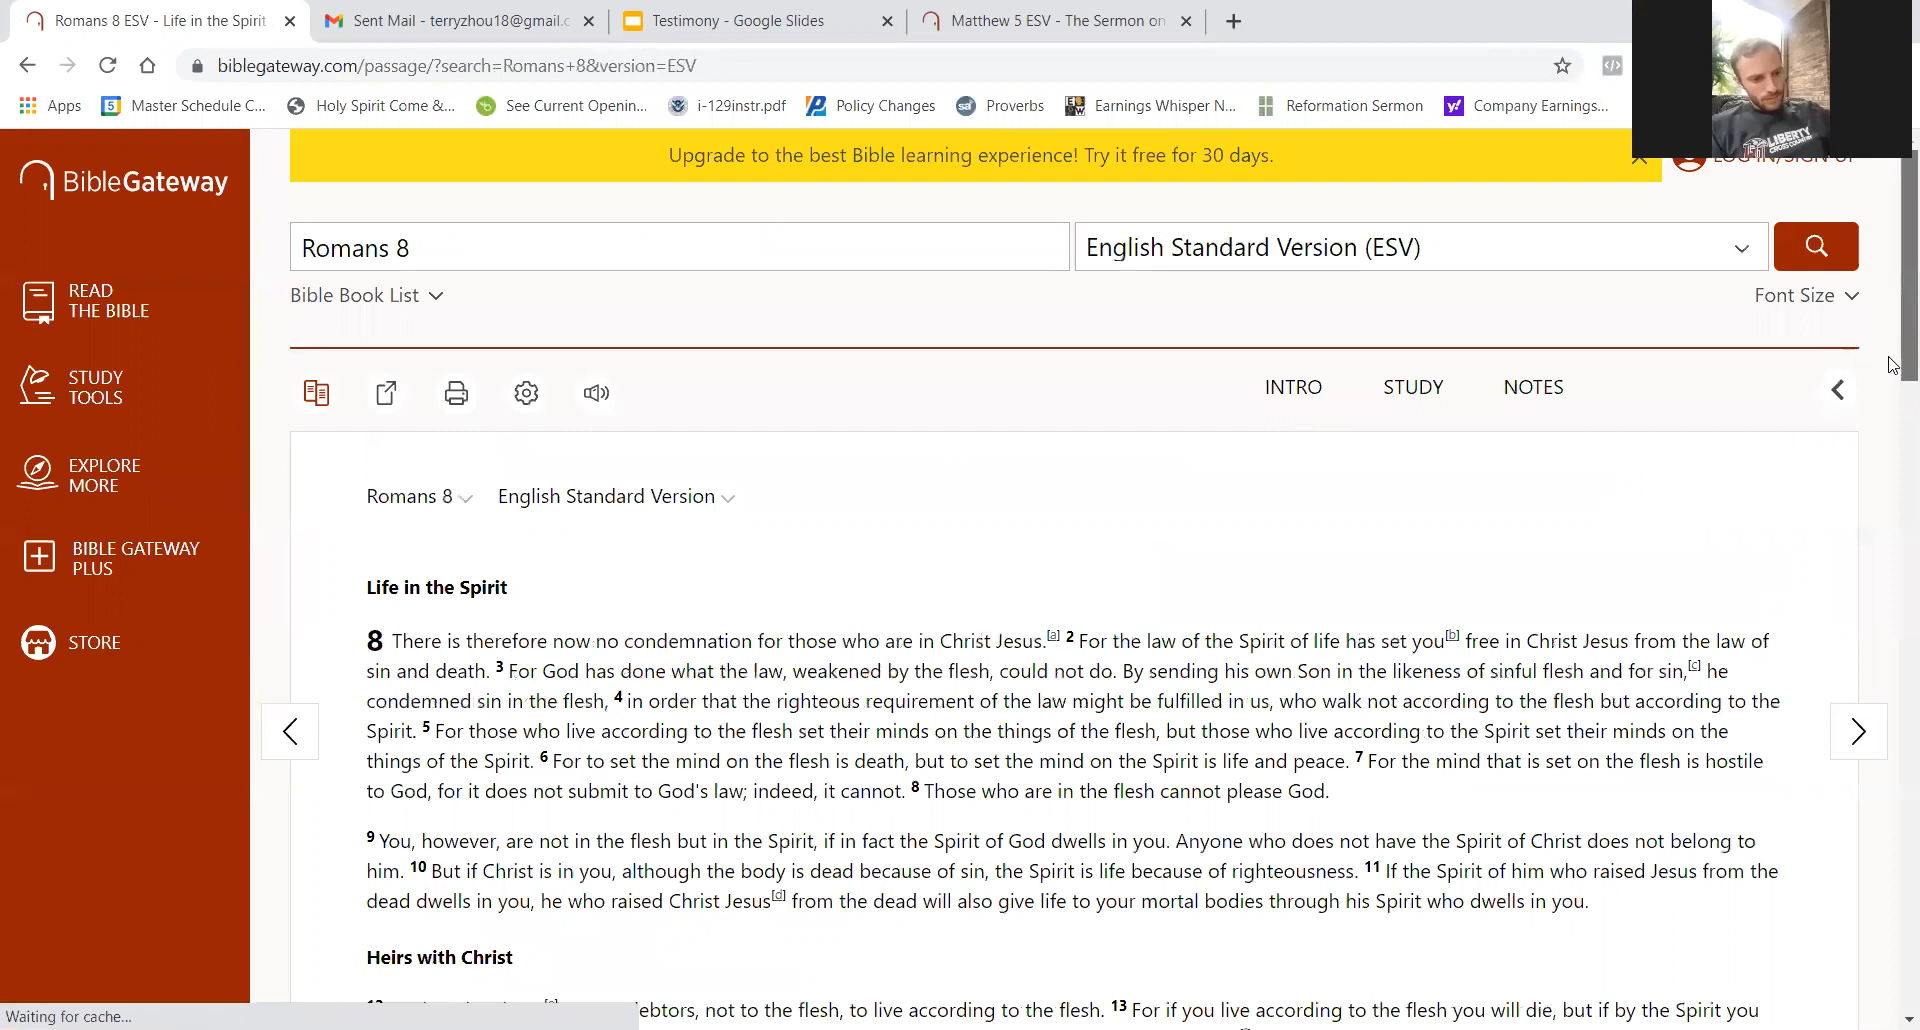 Romans 8 ESV - Life in the Spirit
Sent Mail - terryzhou18@gmail.c
Testimony - Google Slides
Matthew 5 ESV - The Sermon on
biblegateway.com/passage/?search=Romans+8&version=ESV
Apps
5
Master Schedule C...
Holy Spirit Come &...
See Current Openin...
i-129instr.pdf
Policy Changes
Proverbs
Earnings Whisper N...
Reformation Sermon
Company Earnings...
LIBERTY
CROSS COUNTRY
BibleGateway
Upgrade to the best Bible learning experience! Try it free for 30 days.
Romans 8
English Standard Version (ESV)
Bible Book List
Font Size
READ
THE BIBLE
STUDY
TOOLS
EXPLORE
MORE
BIBLE GATEWAY
PLUS
STORE
INTRO STUDY NOTES
Romans 8 English Standard Version
Life in the Spirit
8 There is therefore now no condemnation for those who are in Christ Jesus.[a] 2 For the law of the Spirit of life has set you[b] free in Christ Jesus from the law of
sin and death. 3 For God has done what the law, weakened by the flesh, could not do. By sending his own Son in the likeness of sinful flesh and for sin,[c] he
condemned sin in the flesh, 4 in order that the righteous requirement of the law might be fulfilled in us, who walk not according to the flesh but according to the
Spirit. 5 For those who live according to the flesh set their minds on the things of the flesh, but those who live according to the Spirit set their minds on the
things of the Spirit. 6 For to set the mind on the flesh is death, but to set the mind on the Spirit is life and peace. 7 For the mind that is set on the flesh is hostile
to God, for it does not submit to God's law; indeed, it cannot. 8 Those who are in the flesh cannot please God.
9 You, however, are not in the flesh but in the Spirit, if in fact the Spirit of God dwells in you. Anyone who does not have the Spirit of Christ does not belong to
him. 10 But if Christ is in you, although the body is dead because of sin, the Spirit is life because of righteousness. 11 If the Spirit of him who raised Jesus from the
dead dwells in you, he who raised Christ Jesus[d] from the dead will also give life to your mortal bodies through his Spirit who dwells in you.
Heirs with Christ
ebtors, not to the flesh, to live according to the flesh. 13 For if you live according to the flesh you will die, but if by the Spirit you
Waiting for cache...